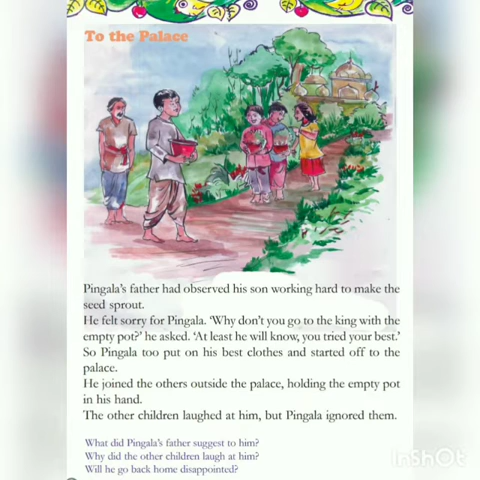 To the Palace
Pingala's father had observed his son working hard to make the
seed sprout.
He felt sorry for Pingala. 'Why don't you go to the king with the
empty pot?' he asked. 'At least he will know, you tried your best.'
So Pingala too put on his best clothes and started off to the
palace.
He joined the others outside the palace, holding the empty pot
in his hand.
The other children laughed at him, but Pingala ignored them.
What did Pingala's father suggest to him?
Why did the other children laugh at him?
Will he go back home disappointed?
InShOt